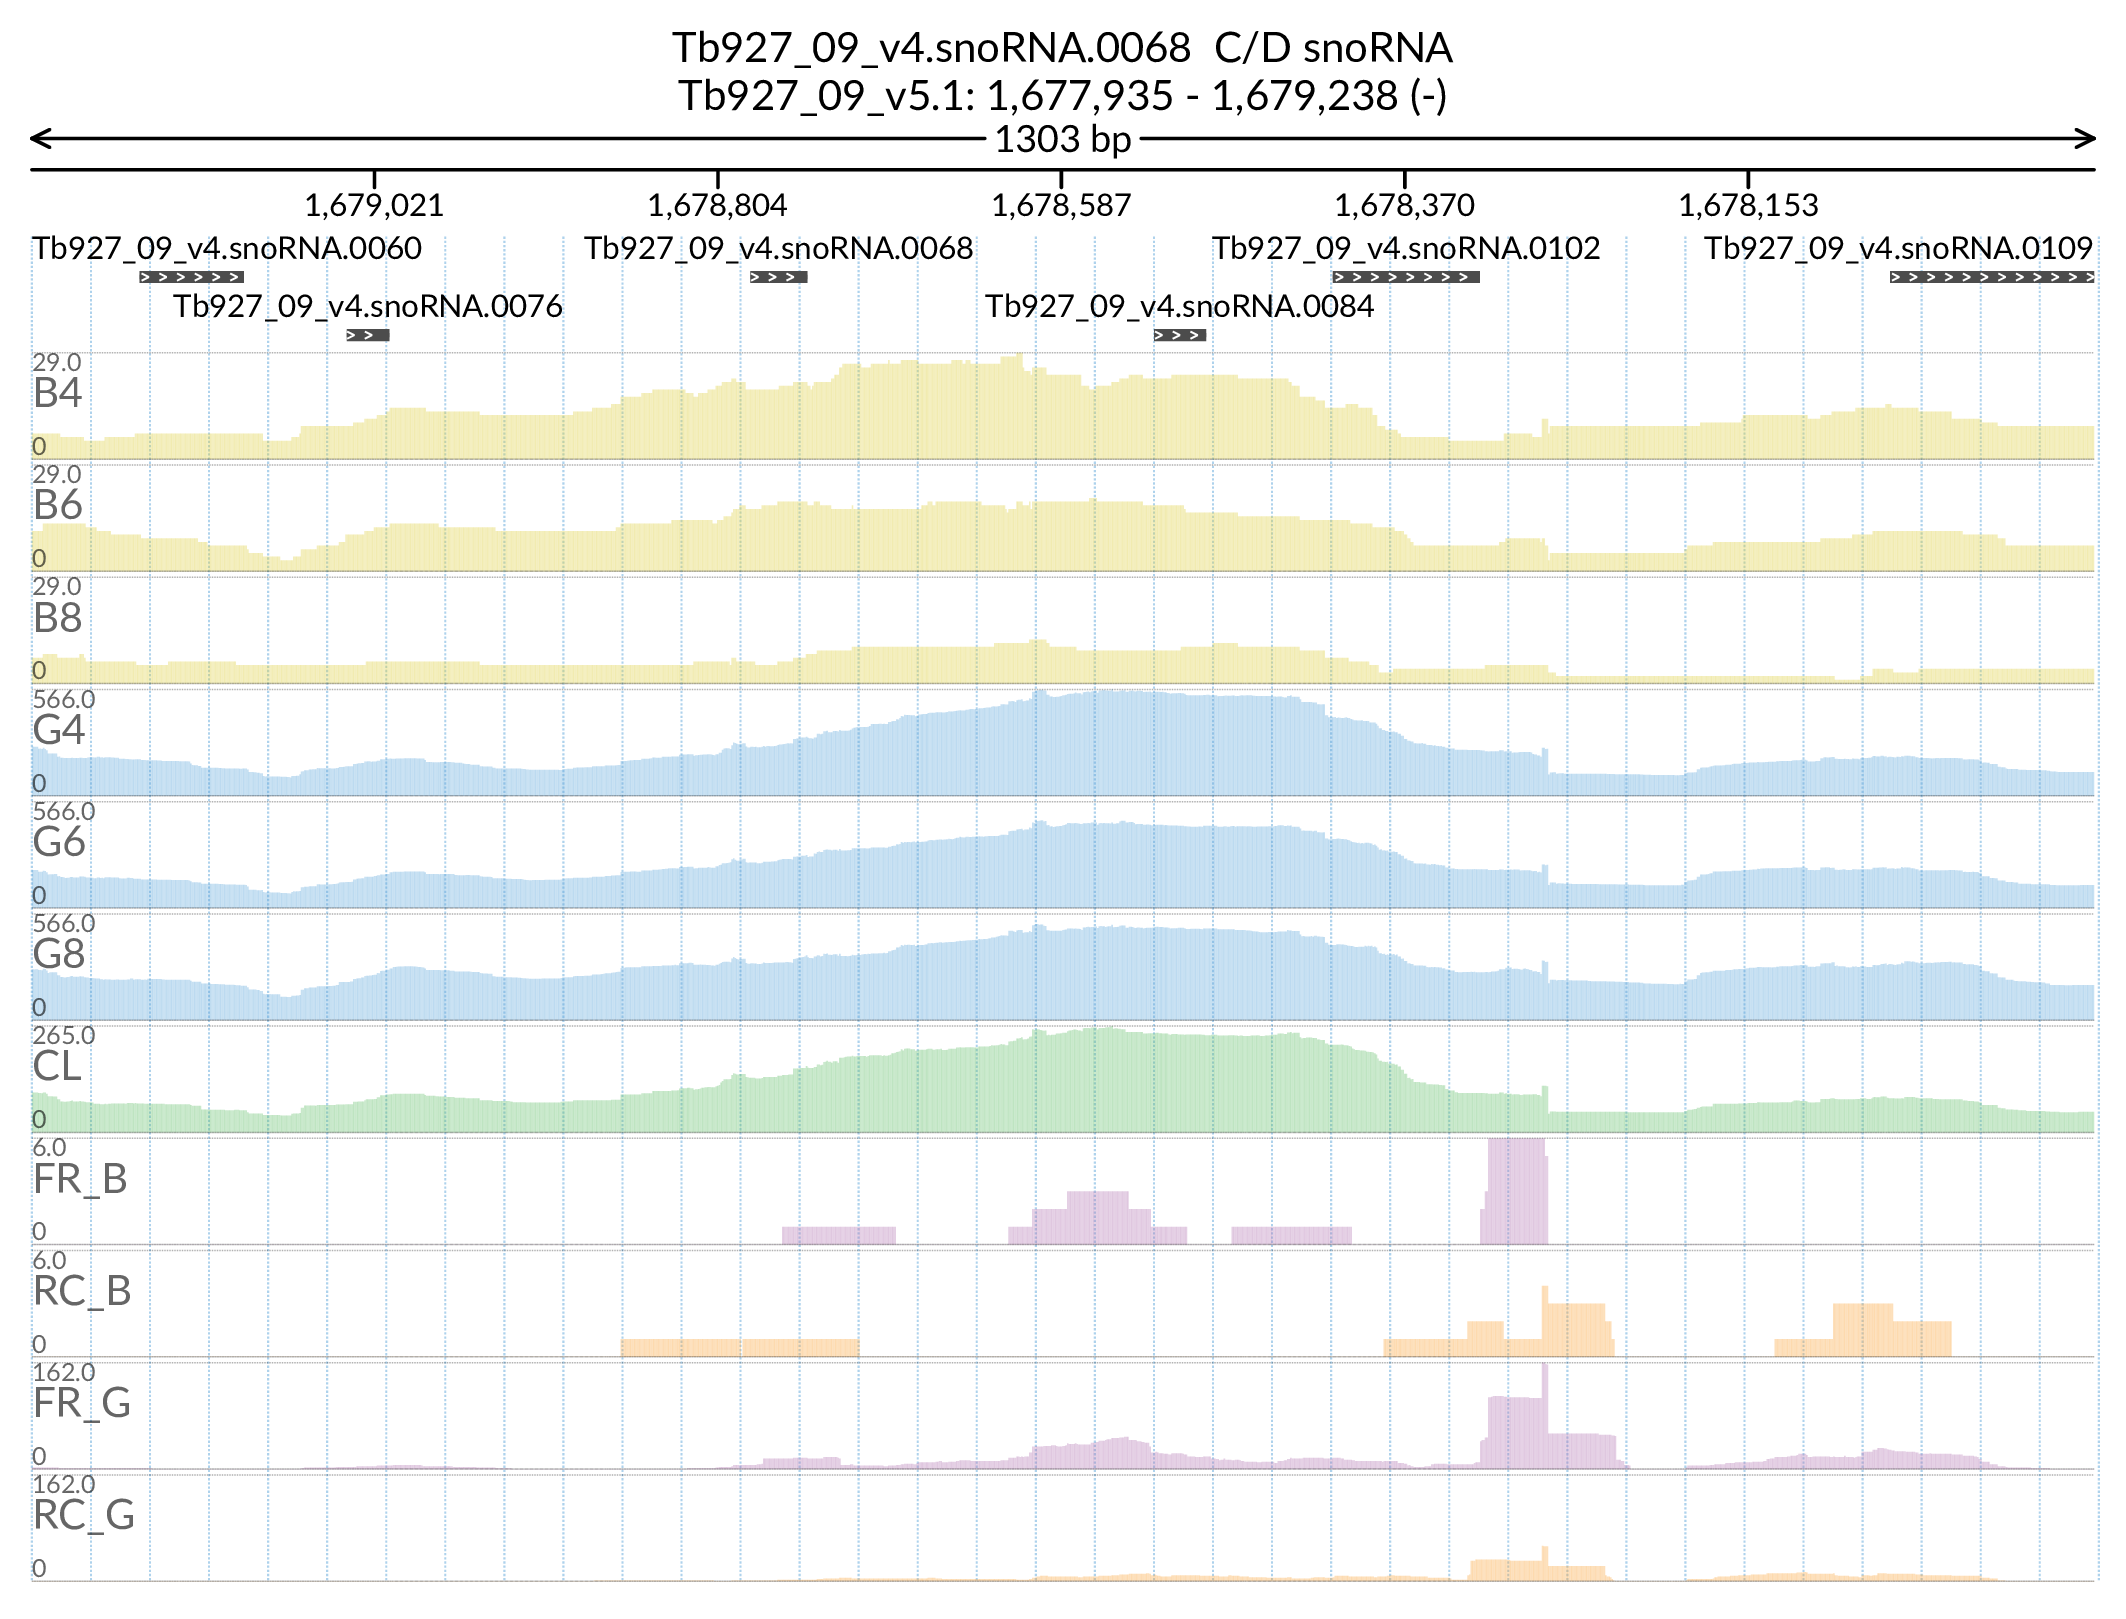 Tb927_09_v4.snoRNA.0068  C/D snoRNA
Tb927_09_v5.1: 1,677,935 - 1,679,238 (-)
1303 bp
1,679,021 1,678,804 1,678,587 1,678,370 1,678,153
Tb927_09_v4.snoRNA.0060 Tb927_09_v4.snoRNA.0068 Tb927_09_v4.snoRNA.0102 Tb927_09_v4.snoRNA.0109
Tb927_09_v4.snoRNA.0076 Tb927_09_v4.snoRNA.0084
29.0
B4
0
29.0
B6
0
29.0
B8
0
566.0
G4
0
566.0
G6
0
566.0
G8
0
265.0
CL
0
6.0
FR_B
0
6.0
RC_B
0
162.0
FR_G
0
162.0
RC_G
0